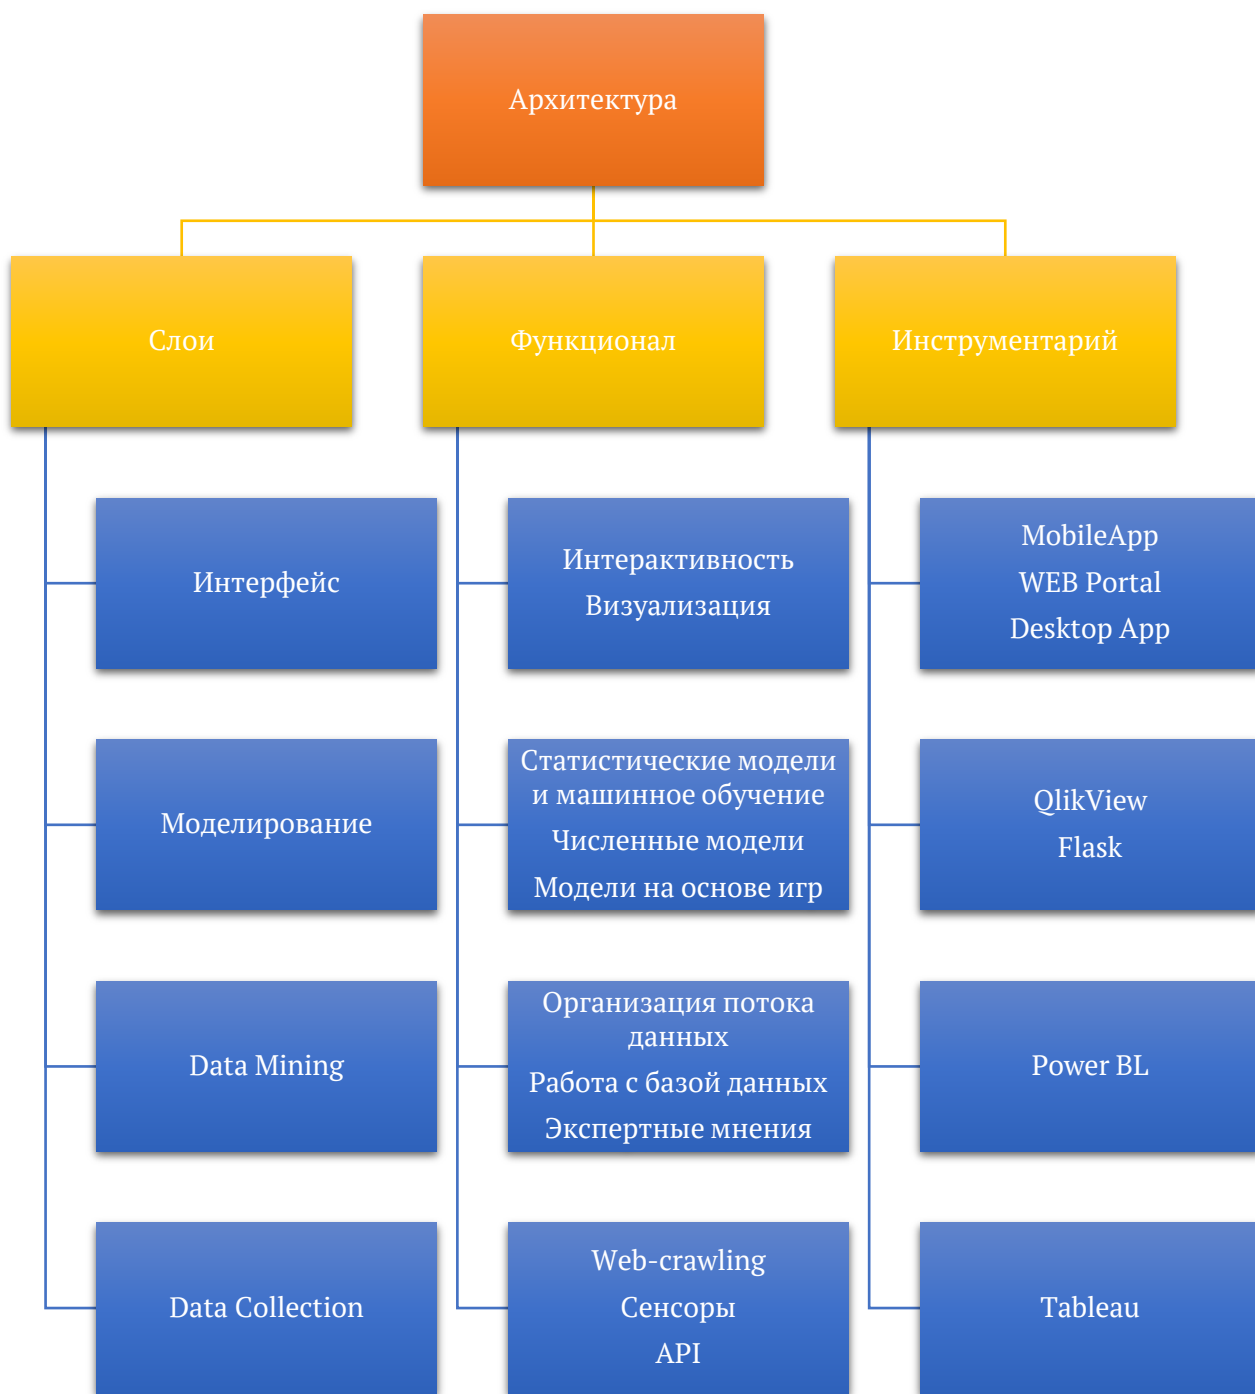 Архитектура
Слои
Функционал
Инструментарий
Интерфейс
Интерактивность
Визуализация
MobileApp
WEB Portal
Desktop App
Моделирование
Статистические модели
и машинное обучение
Численные модели
Модели на основе игр
QlikView
Flask
Data Mining
Организация потока
данных
Работа с базой данных
Экспертные мнения
Power BL
Data Collection
Web-crawling
Сенсоры
API
Tableau